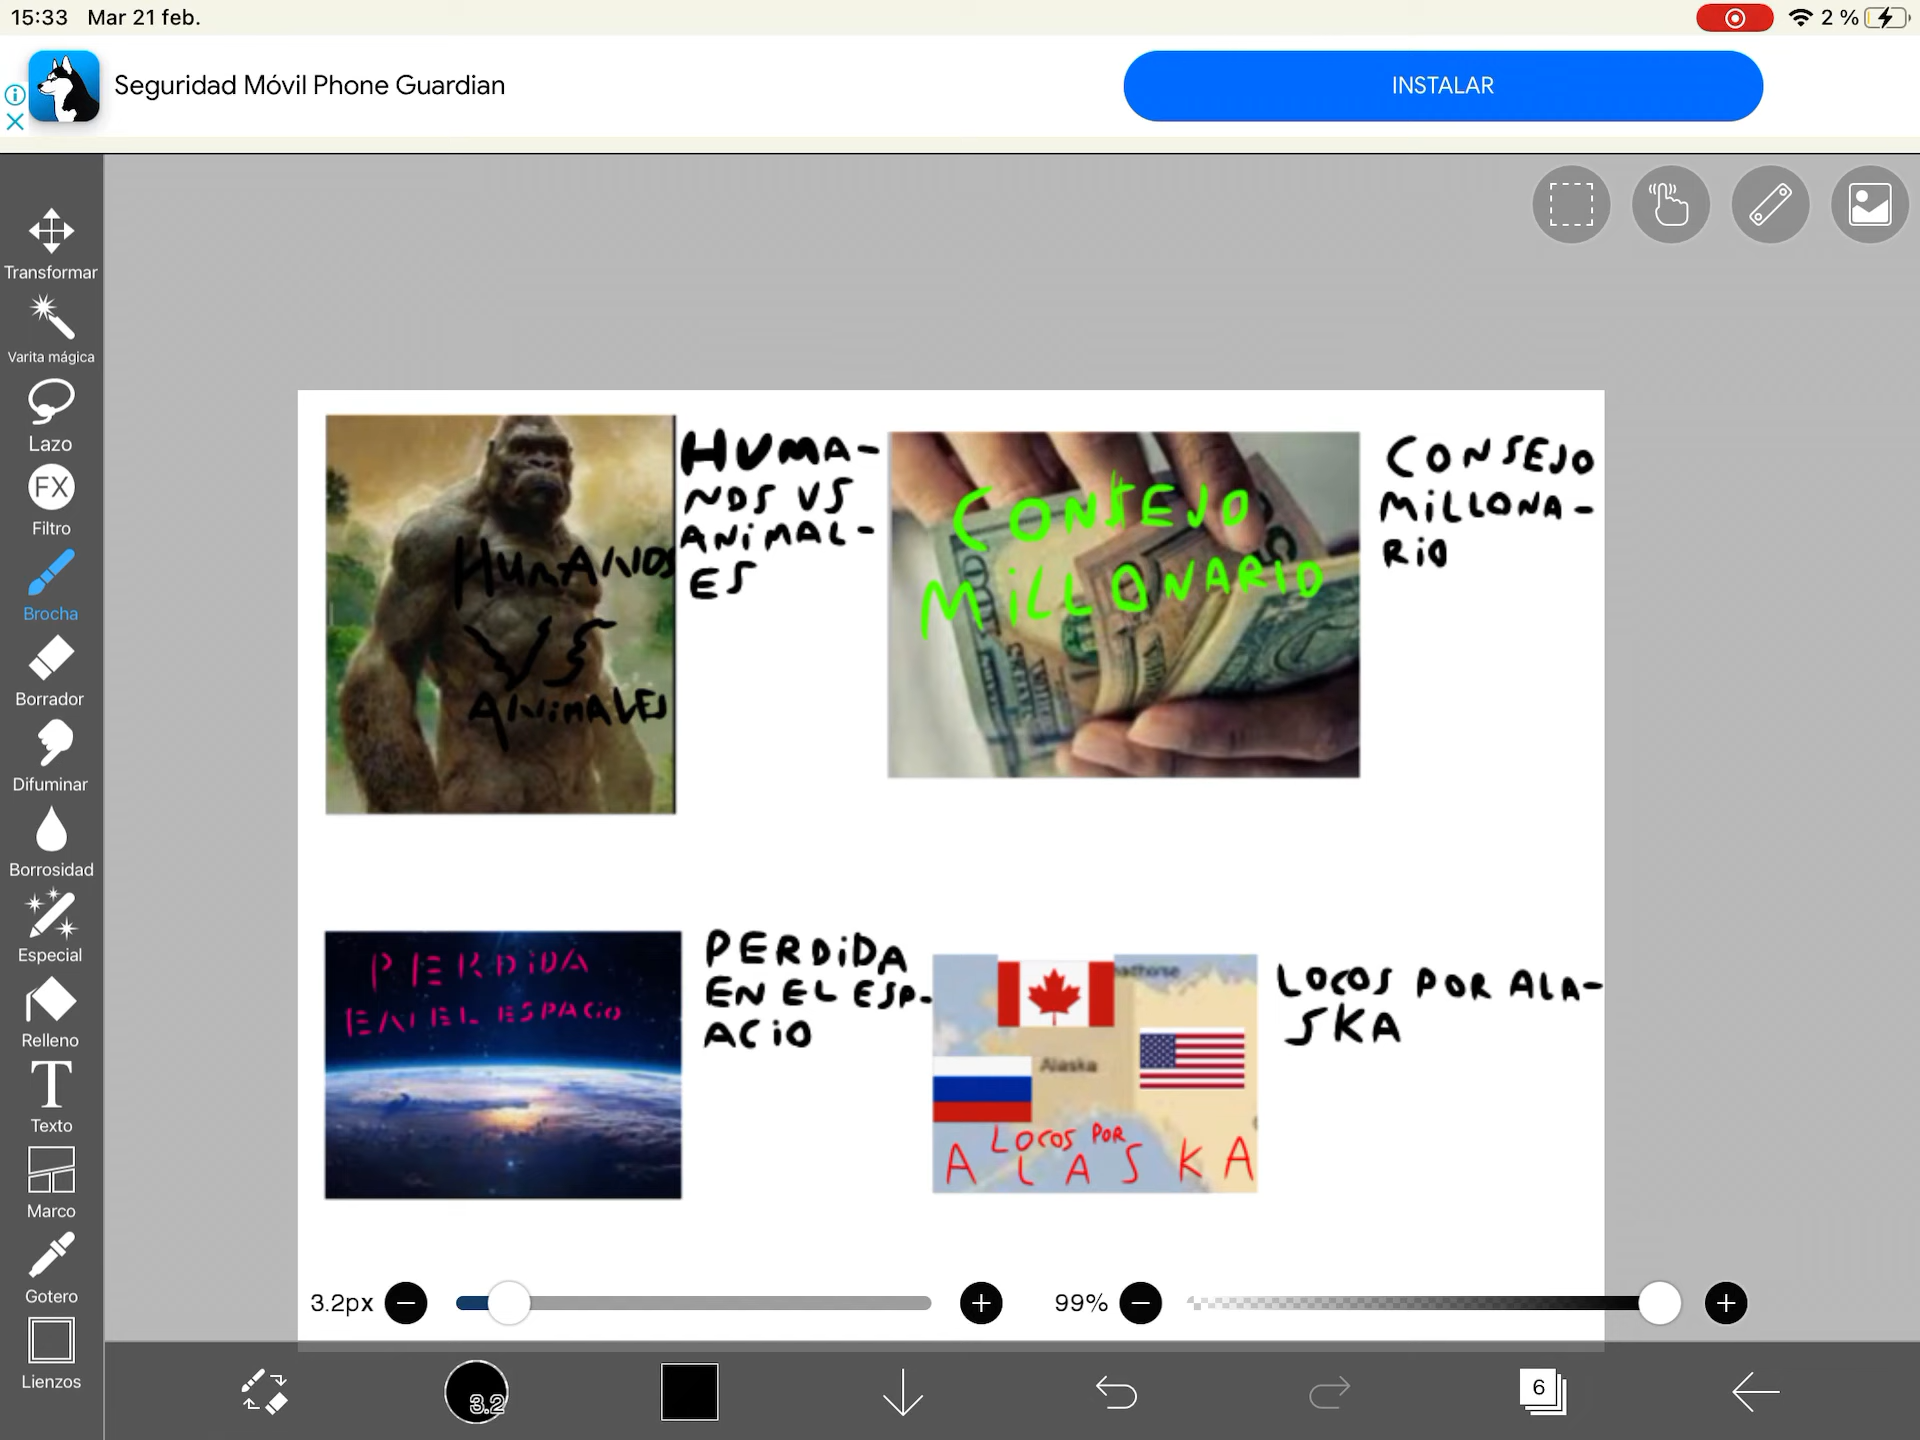 15:33 Mar 21 feb.
2 %
Seguridad Móvil Phone Guardian
INSTALAR
Transformar
Varita mágica
Lazo
FX
Filtro
Brocha
Borrador
Difuminar
Borrosidad
Especial
Relleno
T
Texto
Marco
Gotero
Lienzos
HUMANOS
VS
ANiMALES
HUMA-
NOS VS
ANiMAL-
ES
CONSEJO
MiLLONARIO
CONSEJO
MiLLONA-
RiO
PERDiDA
EN EL ESPACiO
PERDiDA
EN EL ESP-
ACiO
Alaska
LOCOS POR
ALASKA
LOCOS POR ALA-
SKA
3.2px
99%
3.2
6